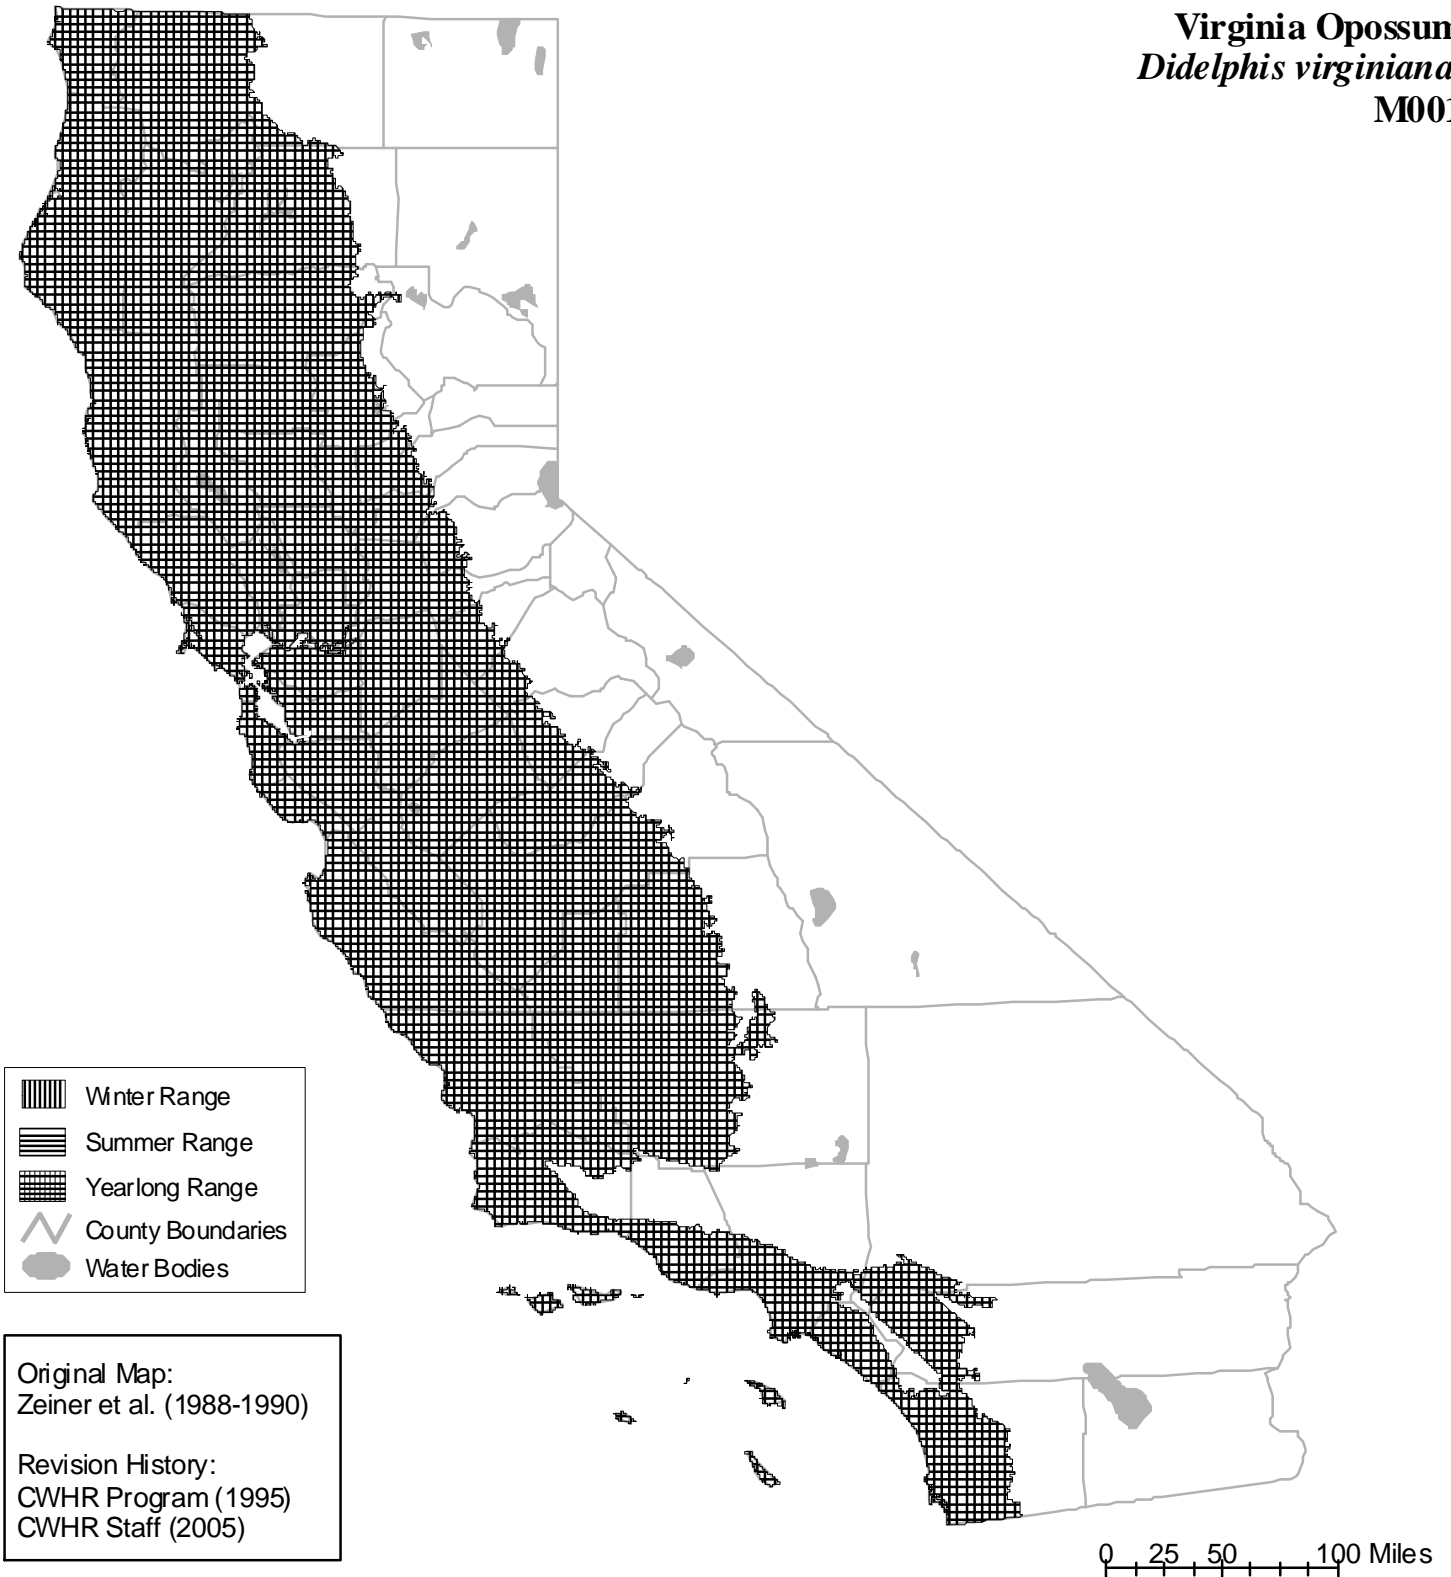 Virginia Opossum
Didelphis virginiana
M001
Winter Range
Summer Range
Yearlong Range
County Boundaries
Water Bodies
Original Map:
Zeiner et al. (1988-1990)
Revision History:
CWHR Program (1995)
CWHR Staff (2005)
0 25 50 100 Miles